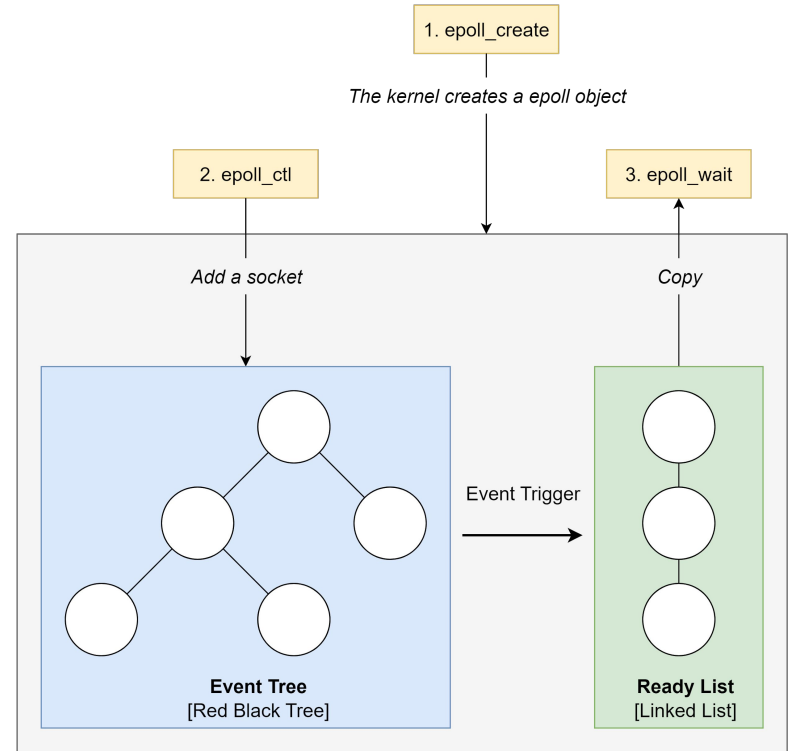 1. epoll_create
The kernel creates a epoll object
2. epoll_ctl
3. epoll_wait
Add a socket
Copy
Event Trigger
Event Tree
[Red Black Tree]
Ready List
[Linked List]